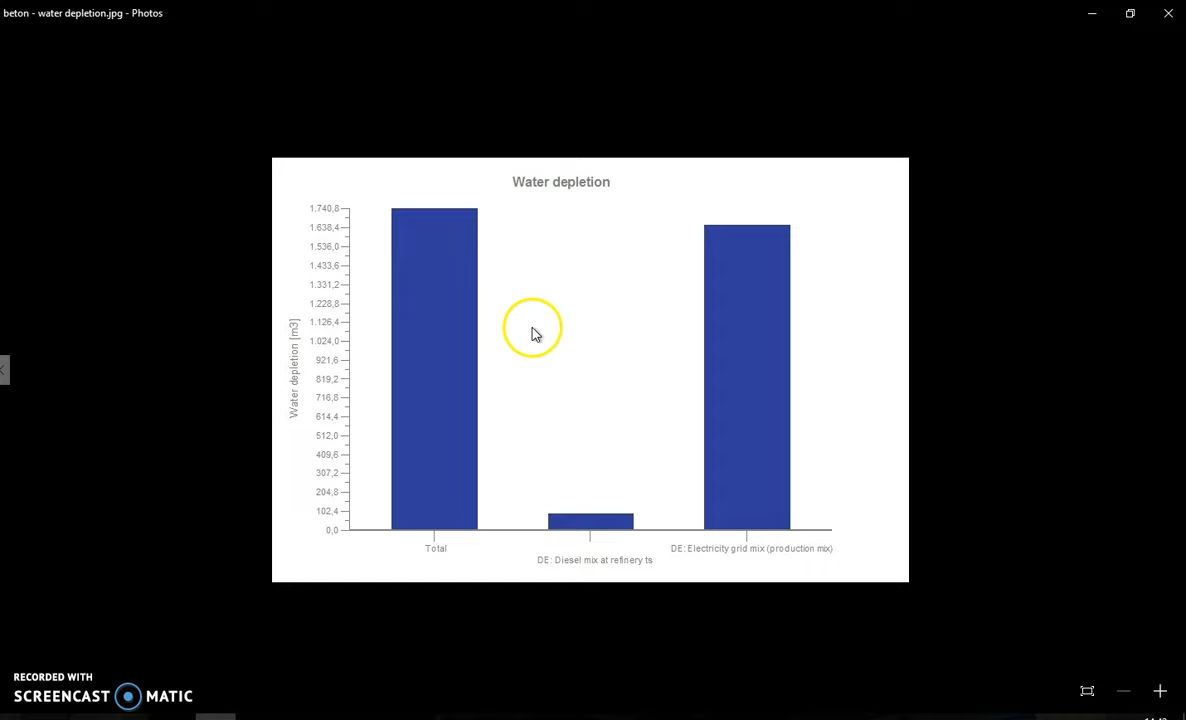 beton - water depletion.jpg - Photos
Water depletion
1.740,8
1.638,4
1.536,0
1.433,6
1.331,2
1.228,8
1.126,4
1.024,0
921,6
819,2
716,8
614,4
512,0
409,6
307,2
204,8
102,4
0,0
Water depletion [m3]
Total
DE: Diesel mix at refinery ts
DE: Electricity grid mix (production mix)
RECORDED WITH
SCREENCAST MATIC